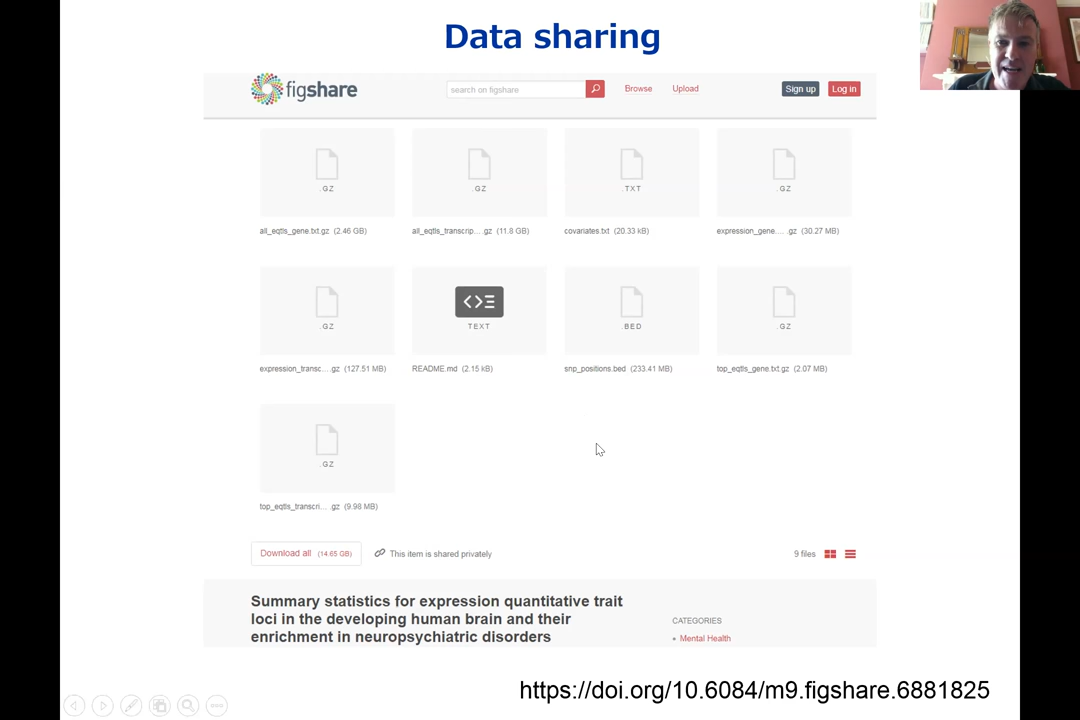 Data sharing
figshare
search on figshare
Browse
Upload
Sign up
Log in
.GZ
.GZ
.TXT
.GZ
all_eqtls_gene.txt.gz (2.46 GB)
all_eqtls_transcrip... .gz (11.8 GB)
covariates.txt (20.33 kB)
expression_gene.... .gz (30.27 MB)
.GZ
TEXT
.BED
.GZ
expression_transc... .gz (127.51 MB)
README.md (2.15 kB)
snp_positions.bed (233.41 MB)
top_eqtls_gene.txt.gz (2.07 MB)
.GZ
top_eqtls_transcri... .gz (9.98 MB)
Download all (14.65 GB)
This item is shared privately
9 files
Summary statistics for expression quantitative trait
loci in the developing human brain and their
enrichment in neuropsychiatric disorders
CATEGORIES
Mental Health
https://doi.org/10.6084/m9.figshare.6881825